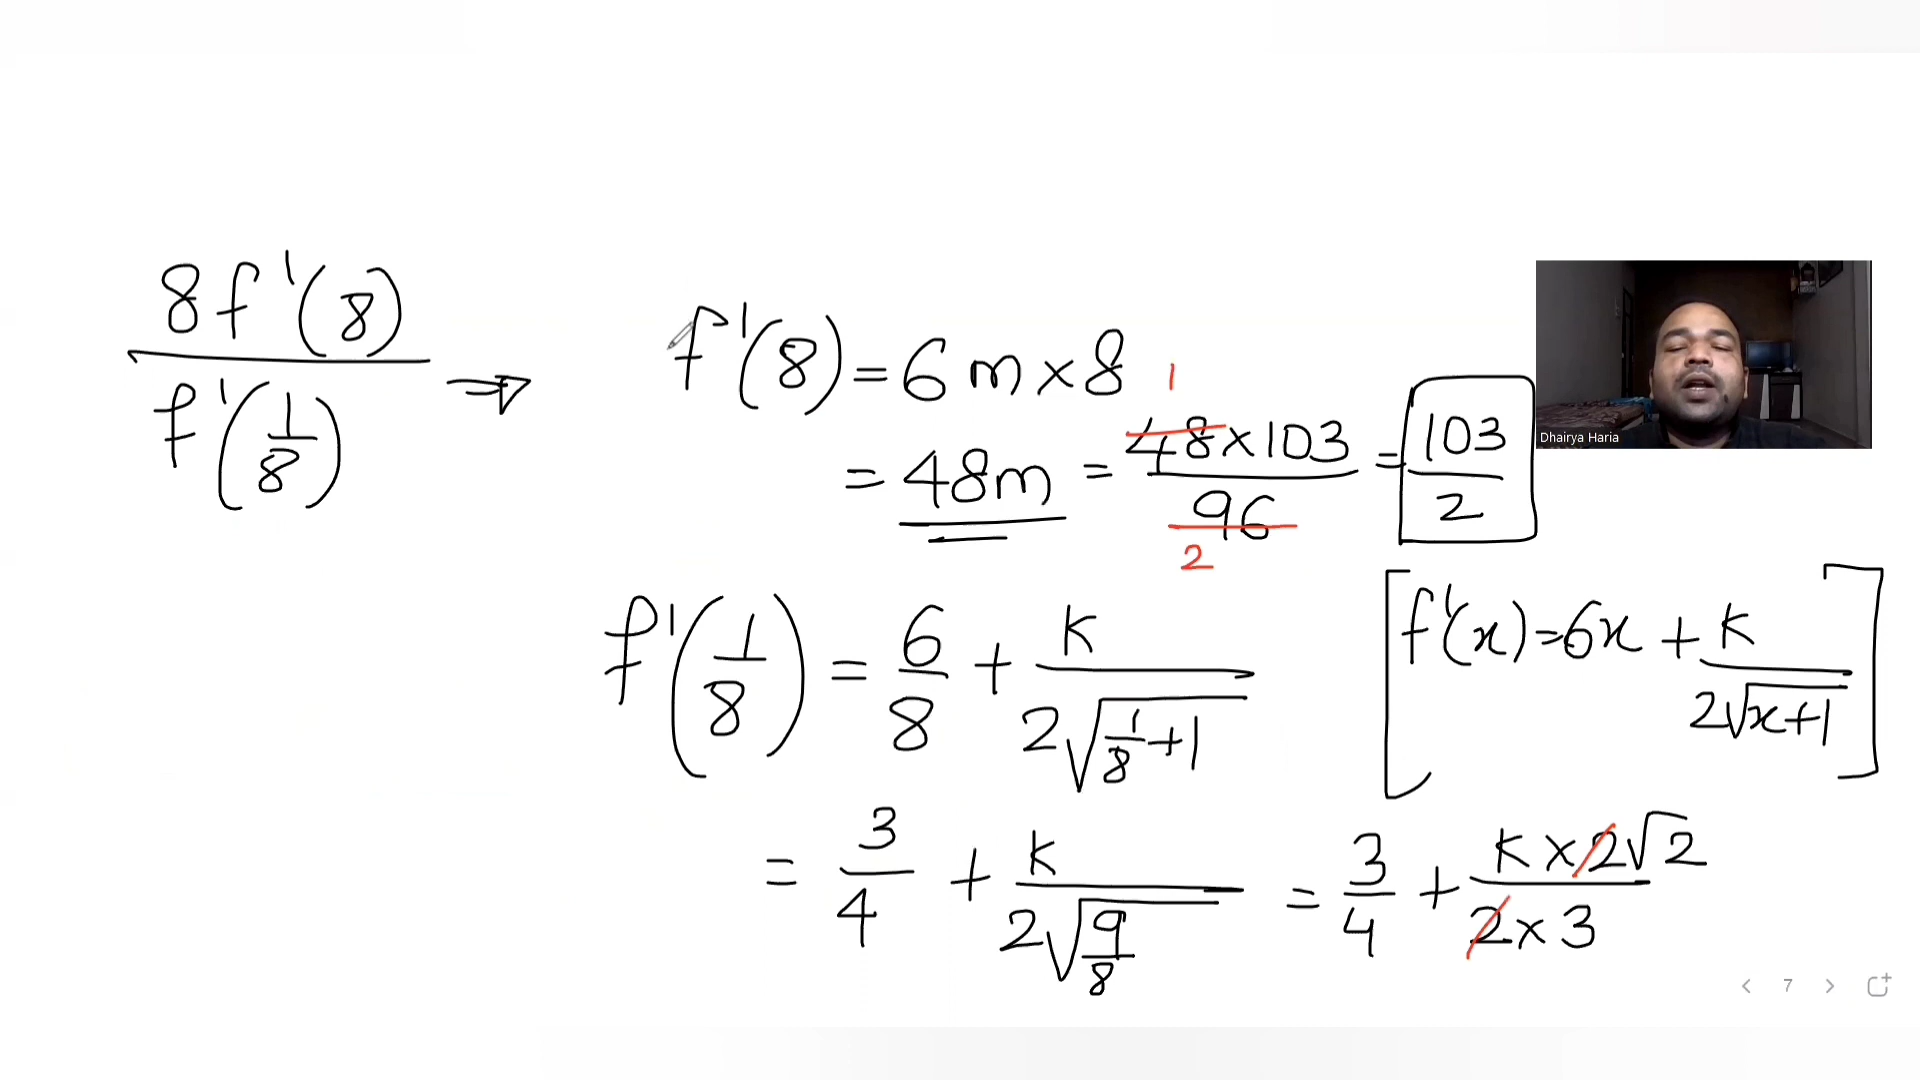 8f'(8)
f'(1/8)
⇒
f'(8) = 6m×8
= 48m = 48×103/96 = 103/2
1
2
f'(1/8) = 6/8 + k/2√(1/8+1)
[f'(x)=6x + k/2√(x+1)]
= 3/4 + k/2√(9/8) = 3/4 + k×2√2/2×3
Dhairya Haria
< 7 >